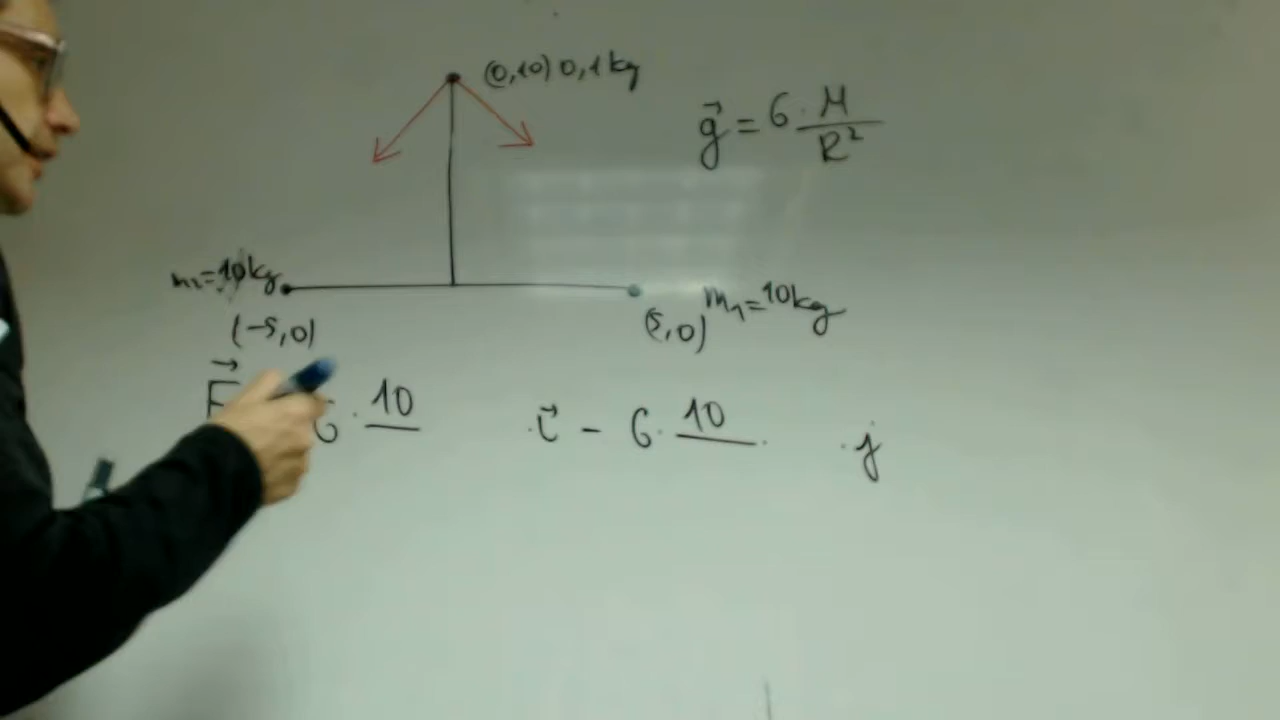 (0,10) 0,1 kg
g = G · M / R²
m₂=10kg
m₁=10kg
(-5,0)
(5,0)
F G · 10 · i - G · 10 · j